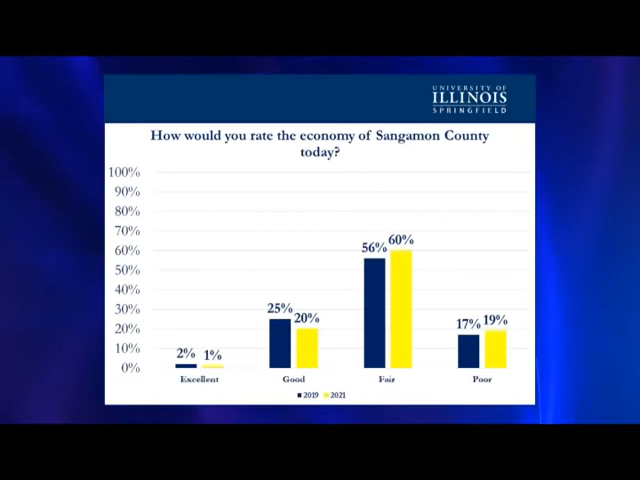 UNIVERSITY OF
ILLINOIS
SPRINGFIELD
How would you rate the economy of Sangamon County
today?
100%
90%
80%
70%
60%
50%
40%
30%
20%
10%
0%
2% 1%
25% 20%
56% 60%
17% 19%
Excellent Good Fair Poor
2019 2021